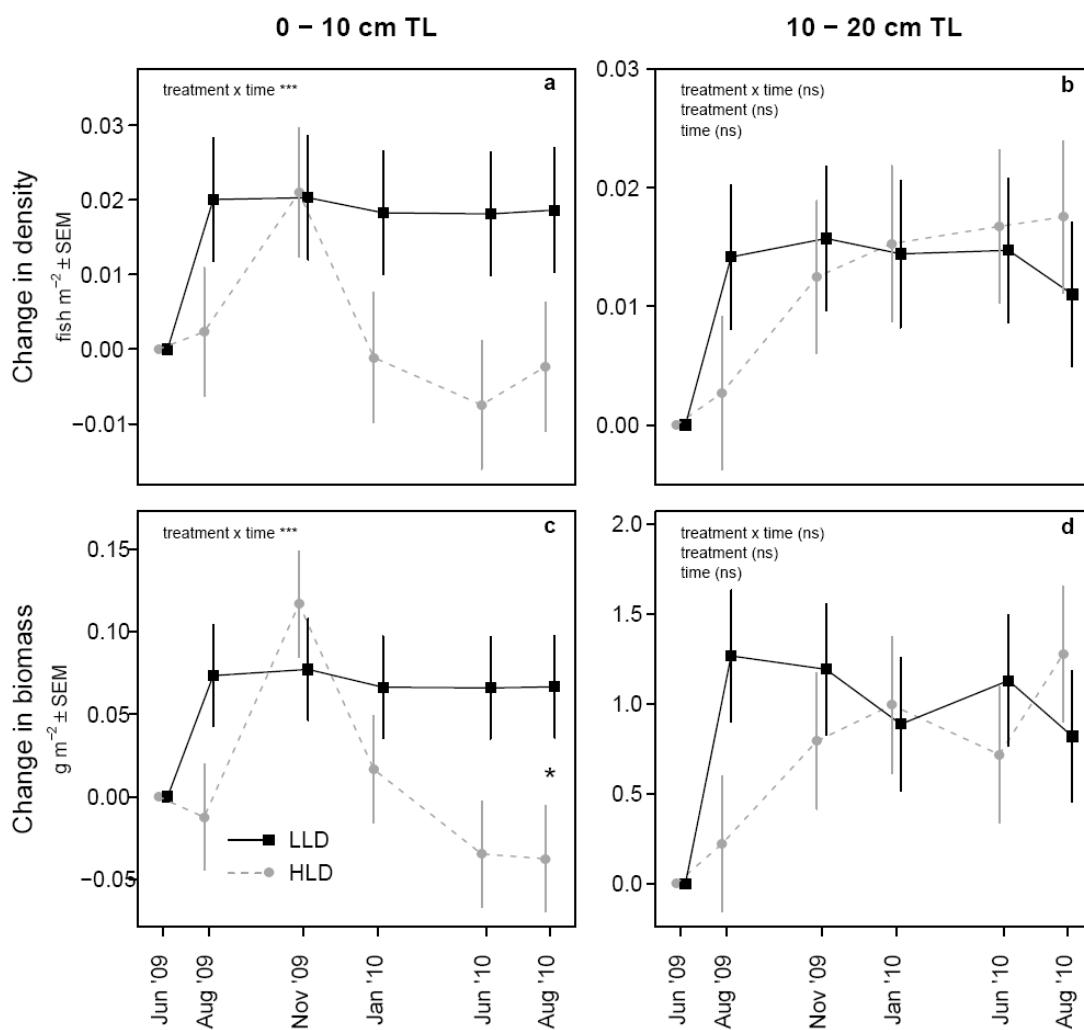 0 – 10 cm TL
10 – 20 cm TL
Change in density
fish m⁻² ± SEM
0.03
0.02
0.01
0.00
−0.01
treatment x time ***
a
0.03
0.02
0.01
0.00
treatment x time (ns)
treatment (ns)
time (ns)
b
Change in biomass
g m⁻² ± SEM
0.15
0.10
0.05
0.00
−0.05
treatment x time ***
c
*
LLD
HLD
2.0
1.5
1.0
0.5
0.0
treatment x time (ns)
treatment (ns)
time (ns)
d
Jun '09
Aug '09
Nov '09
Jan '10
Jun '10
Aug '10
Jun '09
Aug '09
Nov '09
Jan '10
Jun '10
Aug '10